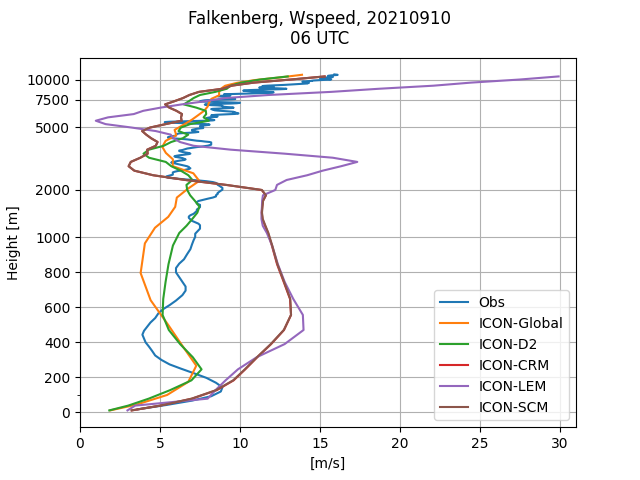 Falkenberg, Wspeed, 20210910
06 UTC
10000
7500
5000
2000
1000
800
600
400
200
0
Height [m]
0 5 10 15 20 25 30
[m/s]
Obs
ICON-Global
ICON-D2
ICON-CRM
ICON-LEM
ICON-SCM